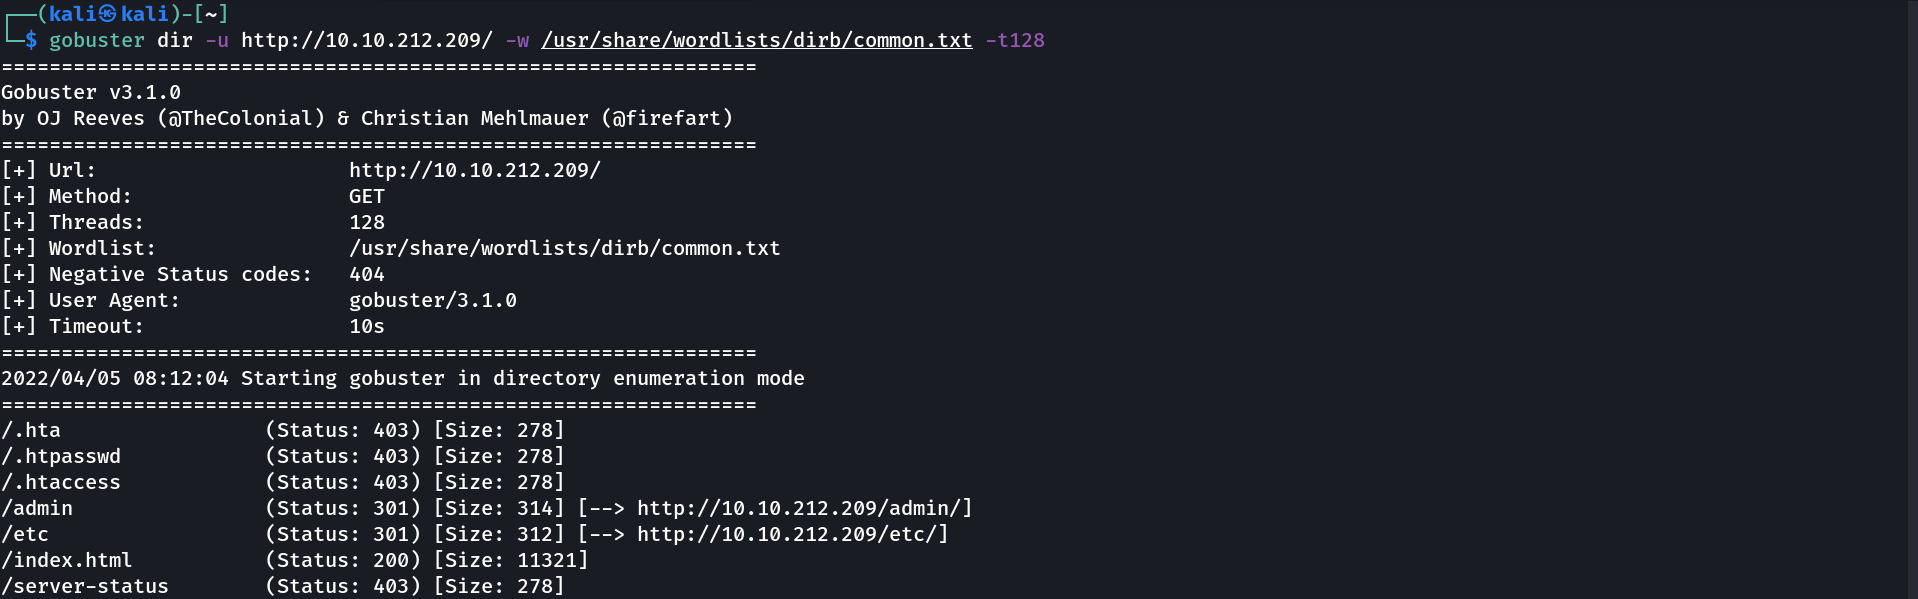 ┌──(kali㉿kali)-[~]
└─$ gobuster dir -u http://10.10.212.209/ -w /usr/share/wordlists/dirb/common.txt -t128
===============================================================
Gobuster v3.1.0
by OJ Reeves (@TheColonial) & Christian Mehlmauer (@firefart)
===============================================================
[+] Url:                     http://10.10.212.209/
[+] Method:                  GET
[+] Threads:                 128
[+] Wordlist:                /usr/share/wordlists/dirb/common.txt
[+] Negative Status codes:   404
[+] User Agent:              gobuster/3.1.0
[+] Timeout:                 10s
===============================================================
2022/04/05 08:12:04 Starting gobuster in directory enumeration mode
===============================================================
/.hta                 (Status: 403) [Size: 278]
/.htpasswd            (Status: 403) [Size: 278]
/.htaccess            (Status: 403) [Size: 278]
/admin                (Status: 301) [Size: 314] [--> http://10.10.212.209/admin/]
/etc                  (Status: 301) [Size: 312] [--> http://10.10.212.209/etc/]
/index.html           (Status: 200) [Size: 11321]
/server-status        (Status: 403) [Size: 278]